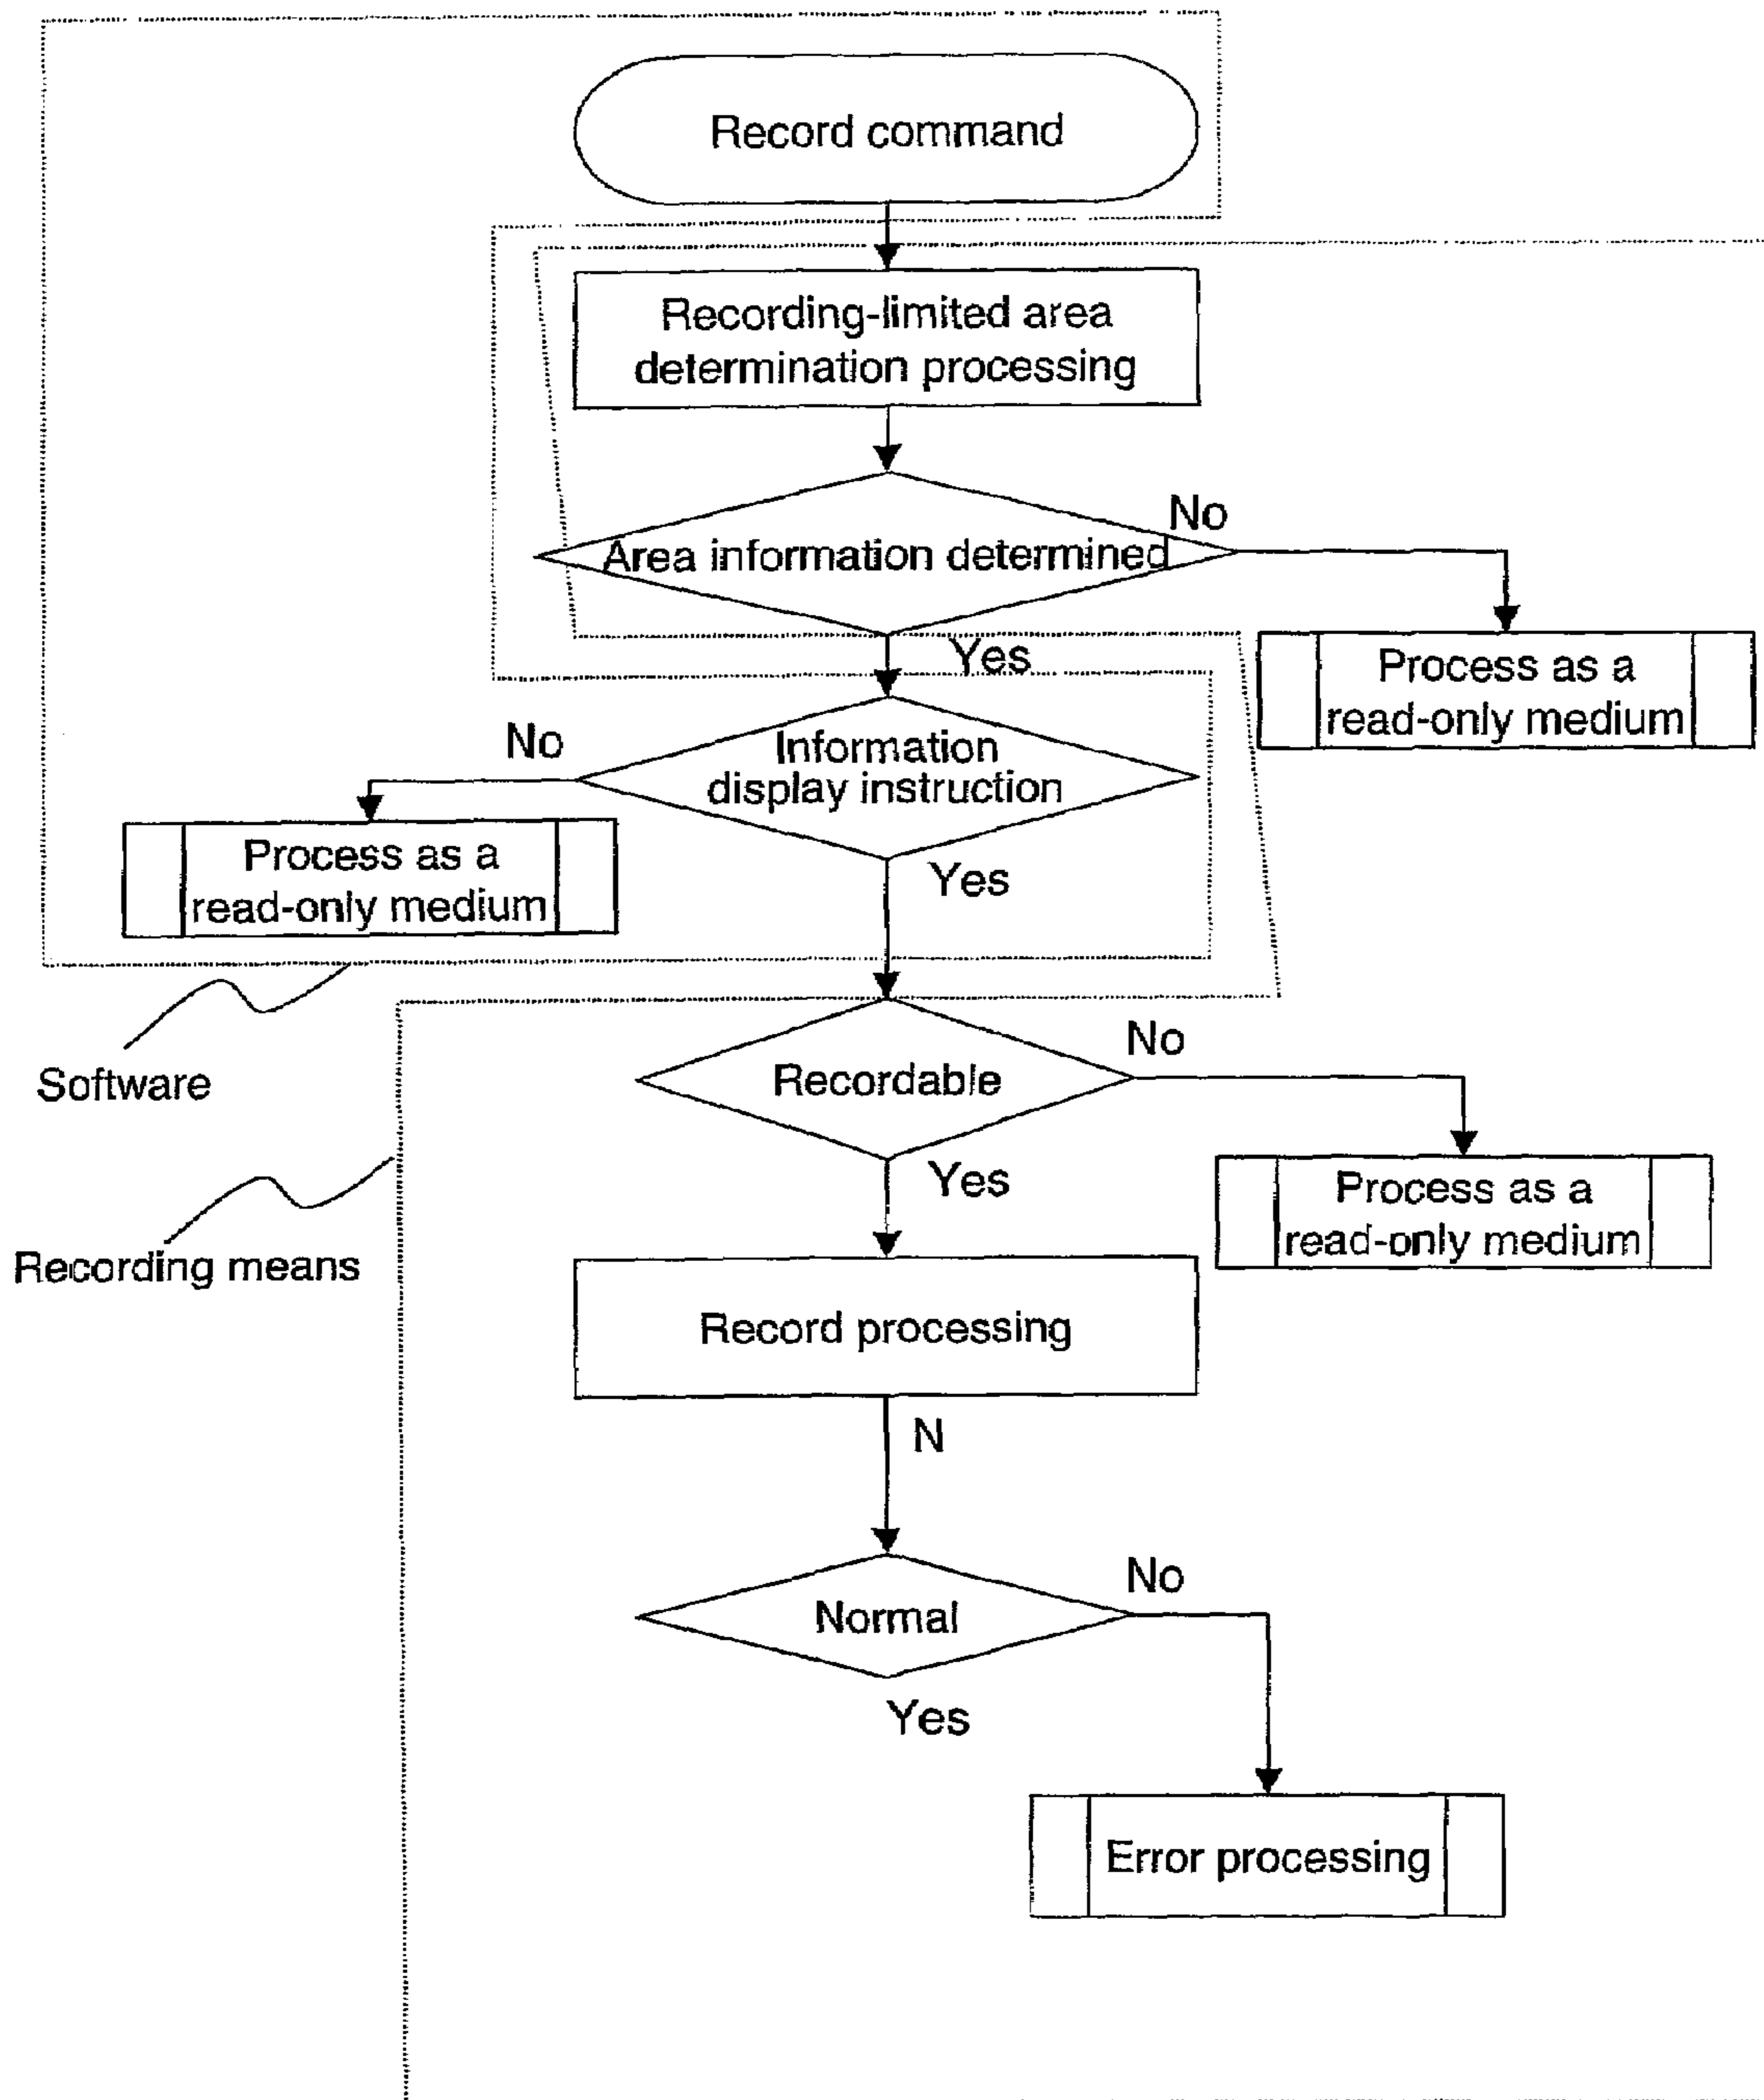 Record command
Recording-limited area
determination processing
No
Area information determined
Yes
Process as a
read-only medium
No
Information
display instruction
Process as a
read-only medium
Yes
Software
No
Recordable
Yes
Process as a
read-only medium
Recording means
Record processing
N
No
Normal
Yes
Error processing